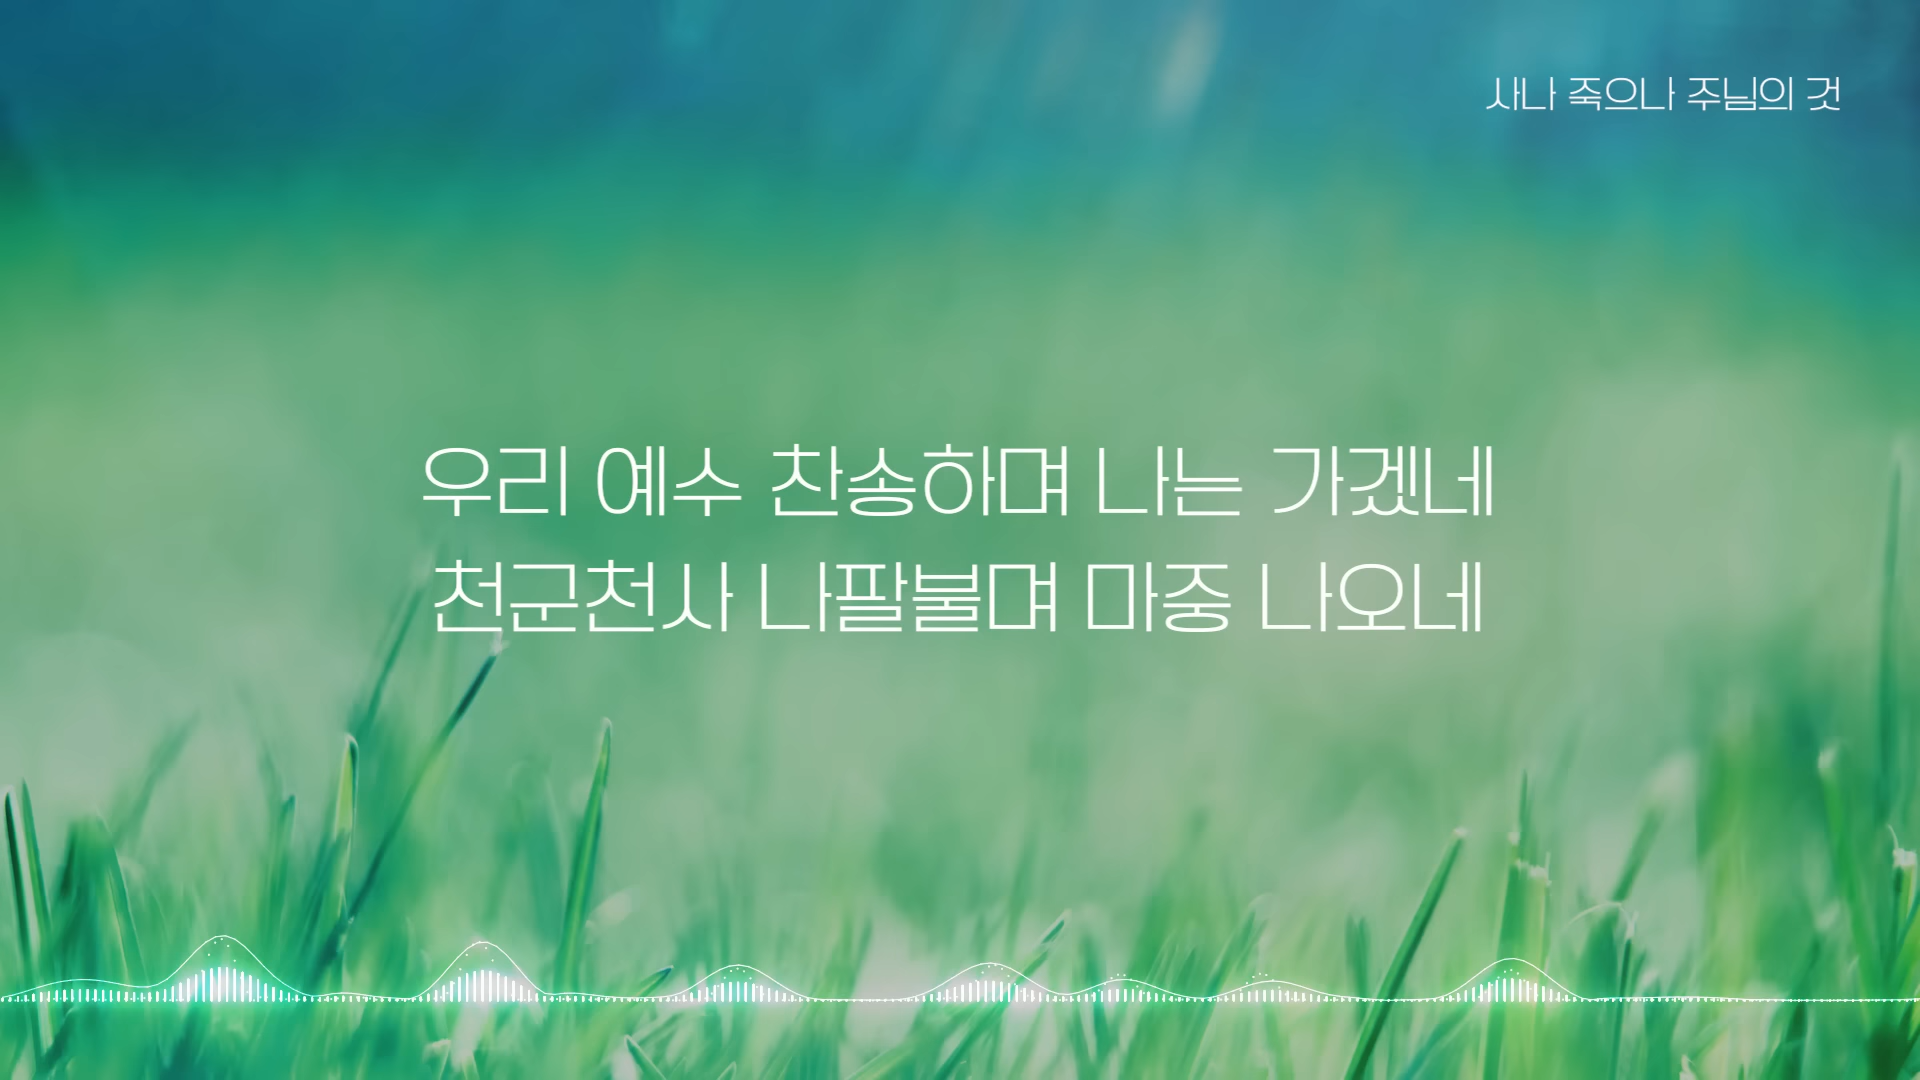 사나 죽으나 주님의 것
우리 예수 찬송하며 나는 가겠네
천군천사 나팔불며 마중 나오네